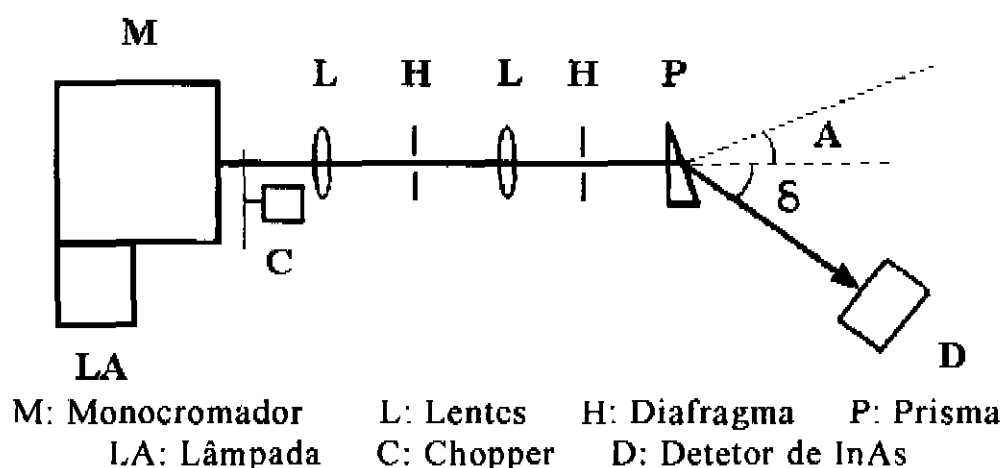 M
L H L H P
A
δ
C
D
LA
M: Monocromador L: Lentes H: Diafragma P: Prisma
LA: Lâmpada C: Chopper D: Detetor de InAs